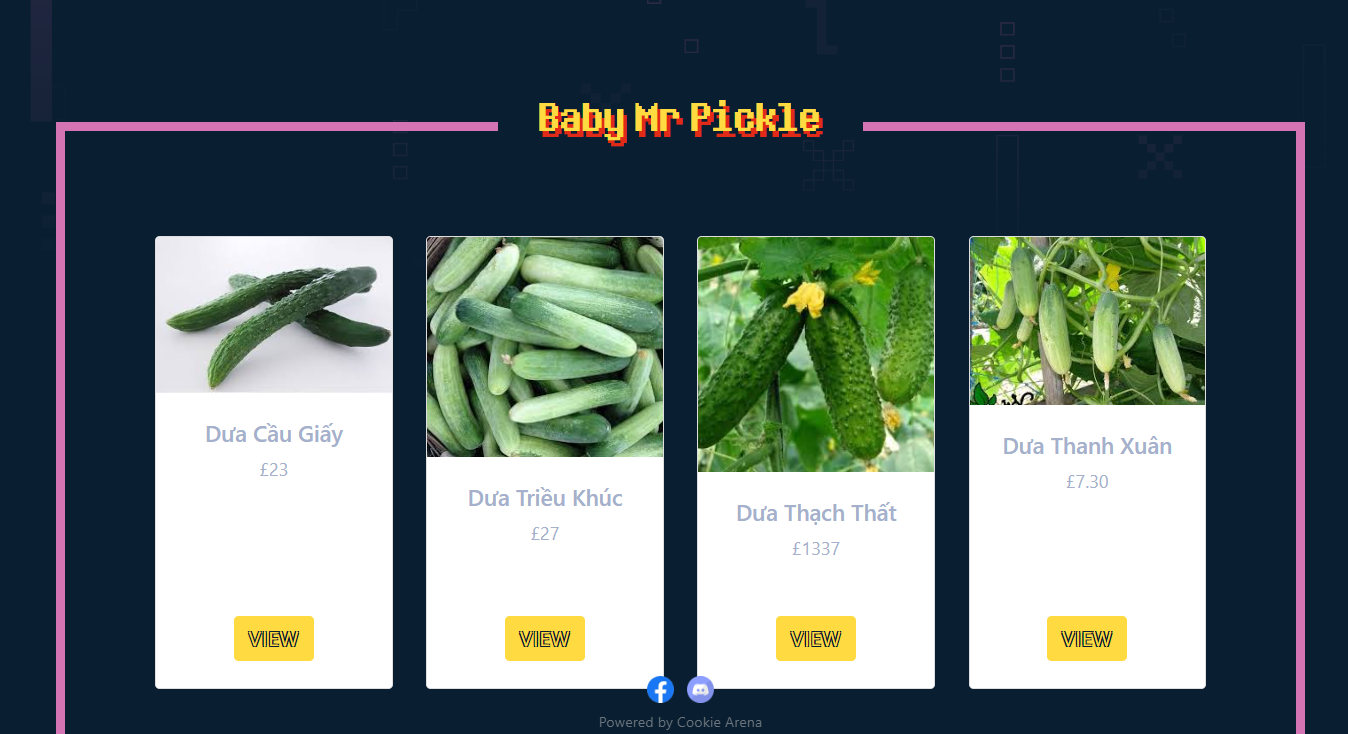 Baby Mr Pickle
Dưa Cầu Giấy
£23
VIEW
Dưa Triều Khúc
£27
VIEW
Dưa Thạch Thất
£1337
VIEW
Dưa Thanh Xuân
£7.30
VIEW
Powered by Cookie Arena